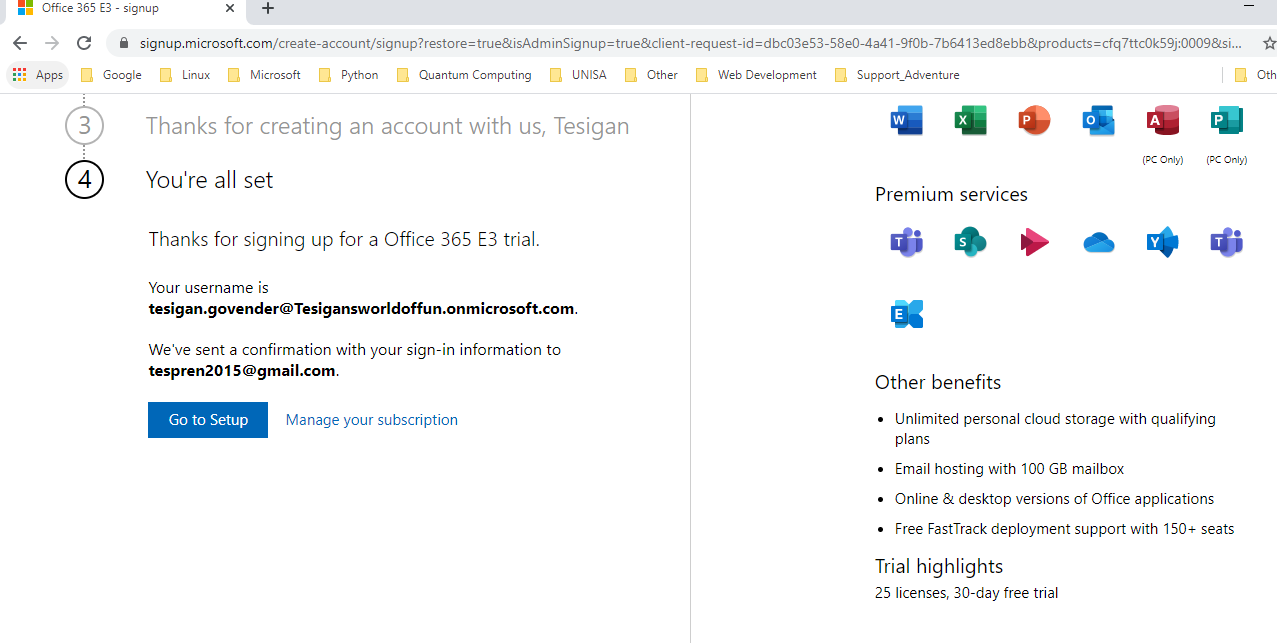 Office 365 E3 - signup
signup.microsoft.com/create-account/signup?restore=true&isAdminSignup=true&client-request-id=dbc03e53-58e0-4a41-9f0b-7b6413ed8ebb&products=cfq7ttc0k59j:0009&si...
Apps Google Linux Microsoft Python Quantum Computing UNISA Other Web Development Support_Adventure Oth
3 Thanks for creating an account with us, Tesigan
4 You're all set
Thanks for signing up for a Office 365 E3 trial.
Your username is
tesigan.govender@Tesigansworldoffun.onmicrosoft.com.
We've sent a confirmation with your sign-in information to
tespren2015@gmail.com.
Go to Setup Manage your subscription
W X P O A P
(PC Only) (PC Only)
Premium services
T S Y T
E
Other benefits
• Unlimited personal cloud storage with qualifying
plans
• Email hosting with 100 GB mailbox
• Online & desktop versions of Office applications
• Free FastTrack deployment support with 150+ seats
Trial highlights
25 licenses, 30-day free trial